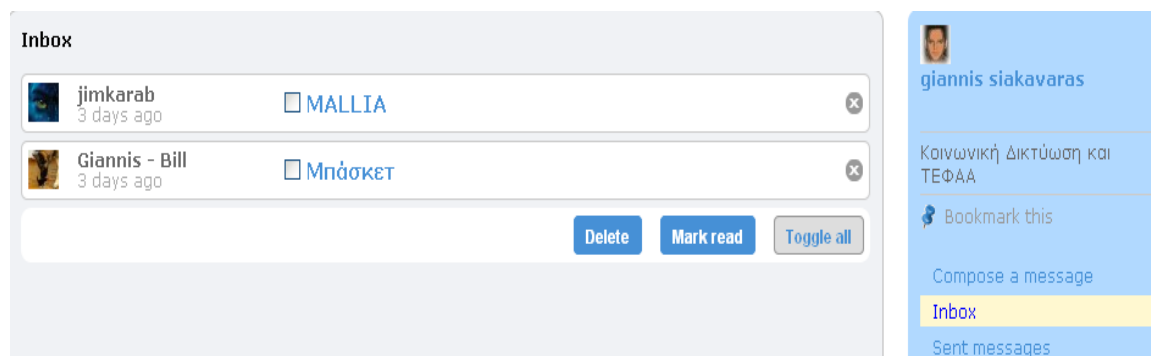 Inbox
jimkarab
3 days ago
MALLIA
Giannis - Bill
3 days ago
Μπάσκετ
Delete
Mark read
Toggle all
giannis siakavaras
Κοινωνική Δικτύωση και
ΤΕΦΑΑ
Bookmark this
Compose a message
Inbox
Sent messages